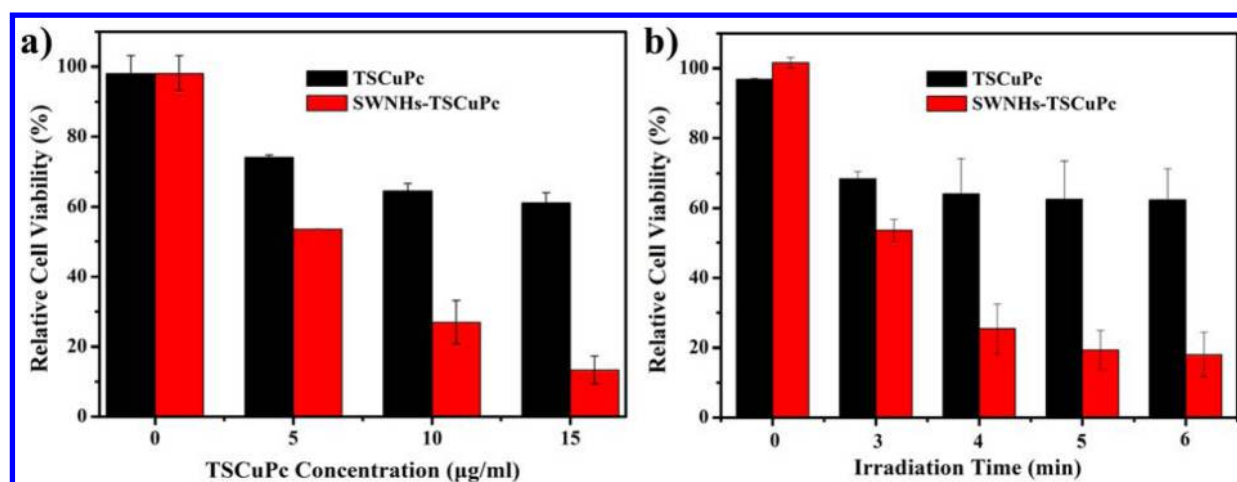 a)
TSCuPc
SWNHs-TSCuPc
Relative Cell Viability (%)
100
80
60
40
20
0
0 5 10 15
TSCuPc Concentration (μg/ml)
b)
TSCuPc
SWNHs-TSCuPc
Relative Cell Viability (%)
100
80
60
40
20
0
0 3 4 5 6
Irradiation Time (min)